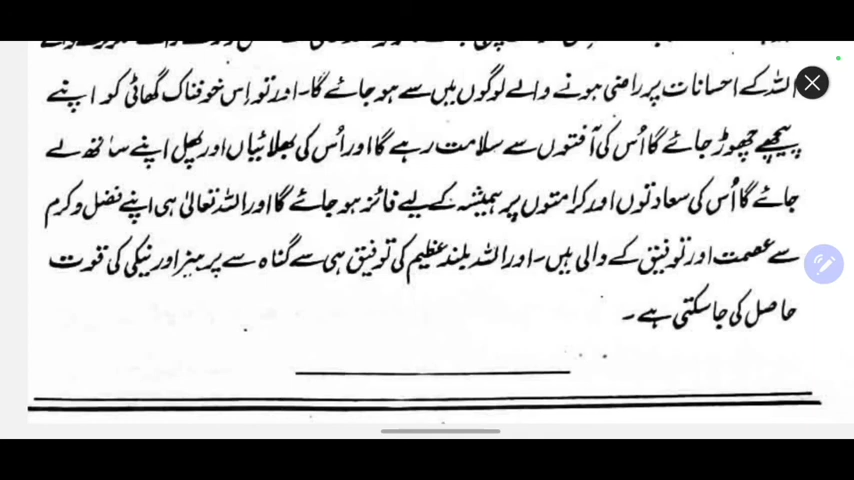 اللہ کے احسانات پر راضی ہونے والے لوگوں میں سے ہو جائے گا۔ اور تو اس خوفناک گھاٹی کو اپنے
پیچھے چھوڑ جائے گا اُس کی آفتوں سے سلامت رہے گا اور اُس کی بھلائیاں اور پھل اپنے ساتھ لے
جائے گا اُس کی سعادتوں اور کرامتوں پر ہمیشہ کے لیے فائز ہو جائے گا اور اللہ تعالیٰ ہی اپنے فضل و کرم
سے عصمت اور توفیق کے والی ہیں۔ اور اللہ بلند عظیم کی توفیق ہی سے گناہ سے پرہیز اور نیکی کی قوت
حاصل کی جا سکتی ہے۔